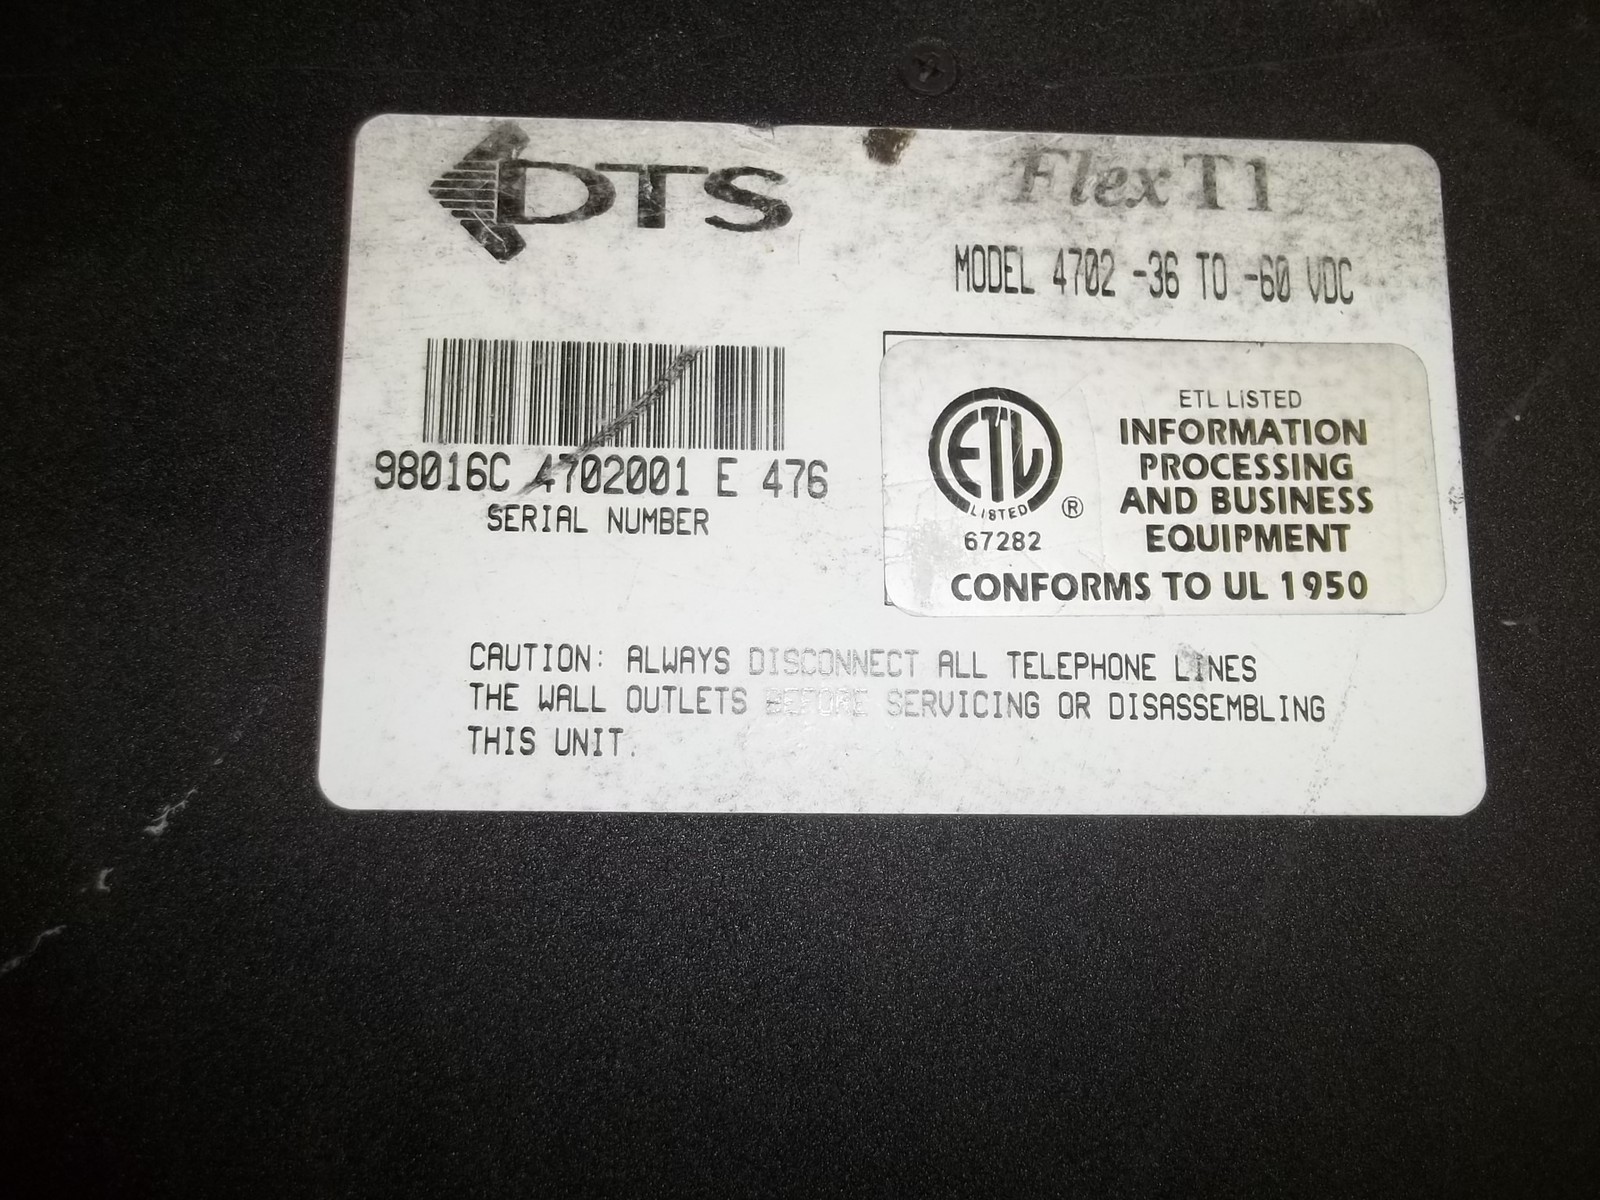 DTS
Flex T1
MODEL 4702 -36 TO -60 VDC
98016C 4702001 E 476
SERIAL NUMBER
ETL
LISTED
®
67282
ETL LISTED
INFORMATION
PROCESSING
AND BUSINESS
EQUIPMENT
CONFORMS TO UL 1950
CAUTION: ALWAYS DISCONNECT ALL TELEPHONE LINES
THE WALL OUTLETS BEFORE SERVICING OR DISASSEMBLING
THIS UNIT.